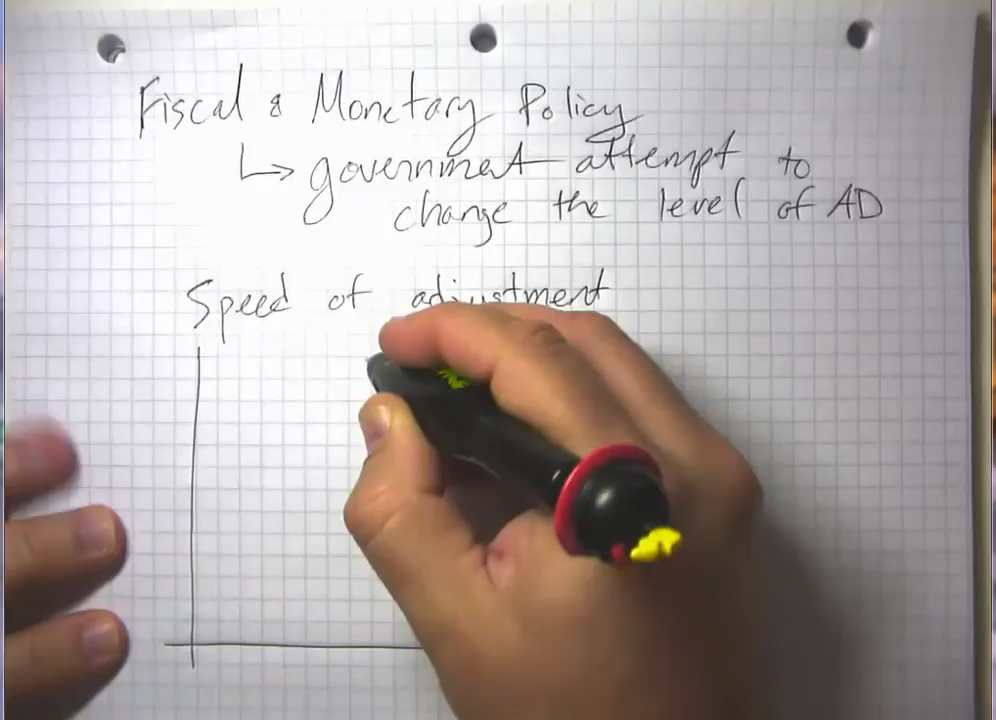 Fiscal & Monetary Policy
↳ government attempt to
change the level of AD
Speed of adjustment